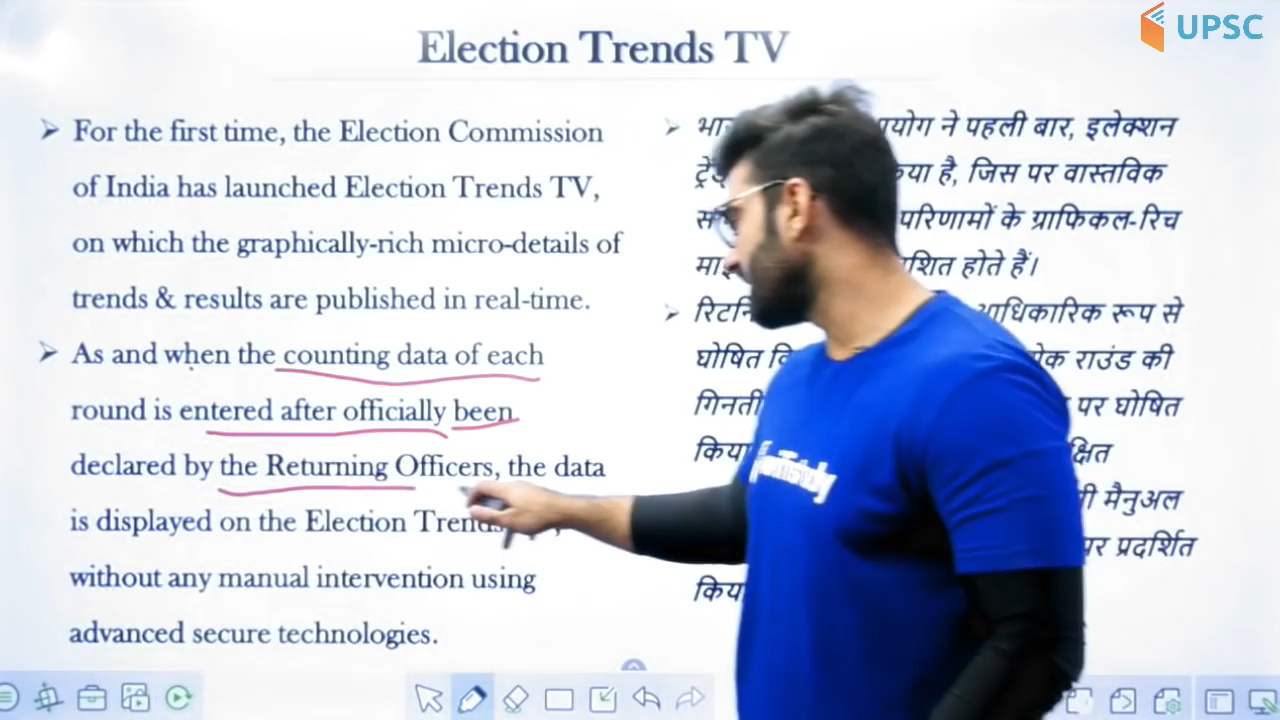 Election Trends TV
UPSC
➤ For the first time, the Election Commission
of India has launched Election Trends TV,
on which the graphically-rich micro-details of
trends & results are published in real-time.
➤ As and when the counting data of each
round is entered after officially been
declared by the Returning Officers, the data
is displayed on the Election Trends
without any manual intervention using
advanced secure technologies.
➤ ने पहली बार, इलेक्शन
है, जिस पर वास्तविक
परिणामों के ग्राफिकल-रिच
होते हैं।
➤ आधिकारिक रूप से
घोषित राउंड की
पर घोषित
मैनुअल
पर प्रदर्शित